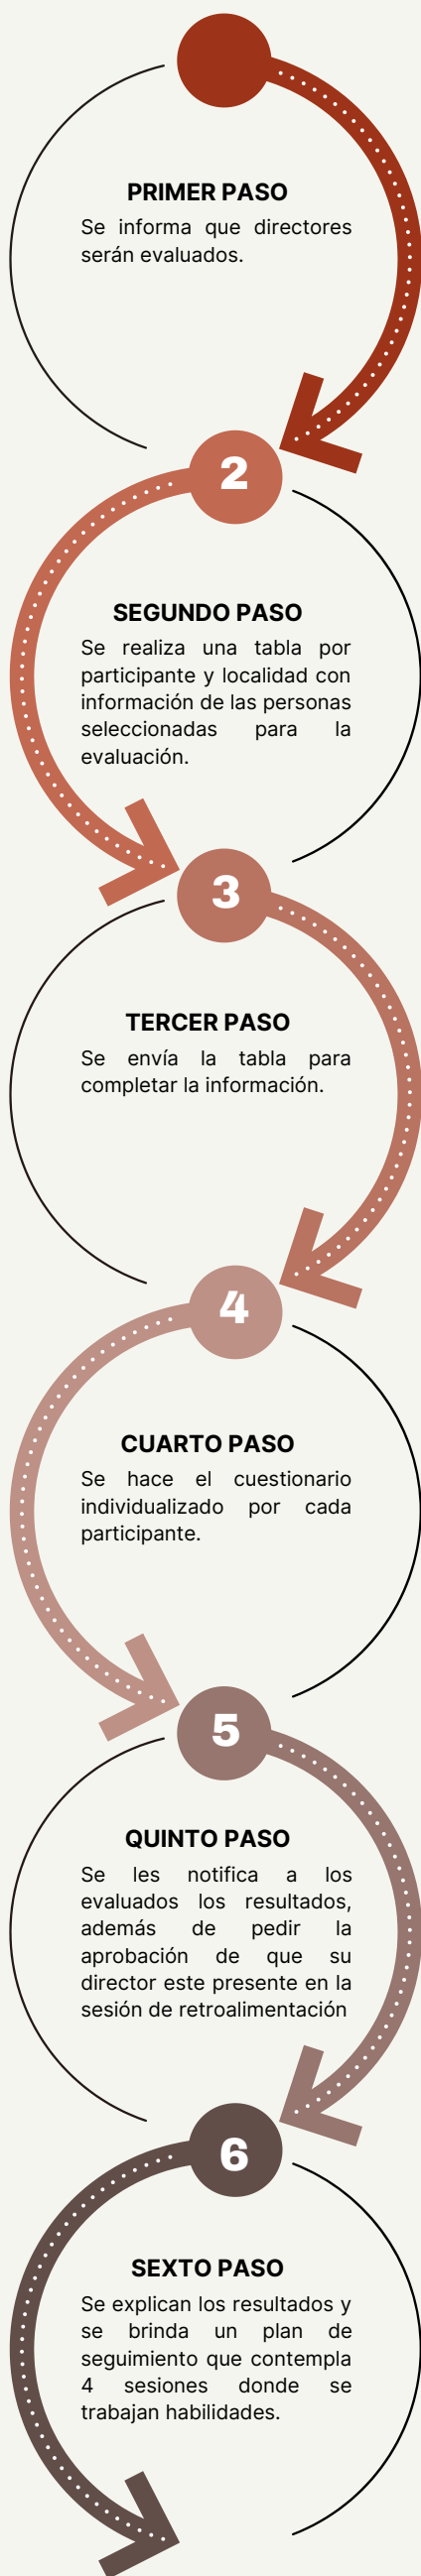 PRIMER PASO
Se informa que directores
serán evaluados.
2
SEGUNDO PASO
Se realiza una tabla por
participante y localidad con
información de las personas
seleccionadas para la
evaluación.
3
TERCER PASO
Se envía la tabla para
completar la información.
4
CUARTO PASO
Se hace el cuestionario
individualizado por cada
participante.
5
QUINTO PASO
Se les notifica a los
evaluados los resultados,
además de pedir la
aprobación de que su
director este presente en la
sesión de retroalimentación
6
SEXTO PASO
Se explican los resultados y
se brinda un plan de
seguimiento que contempla
4 sesiones donde se
trabajan habilidades.